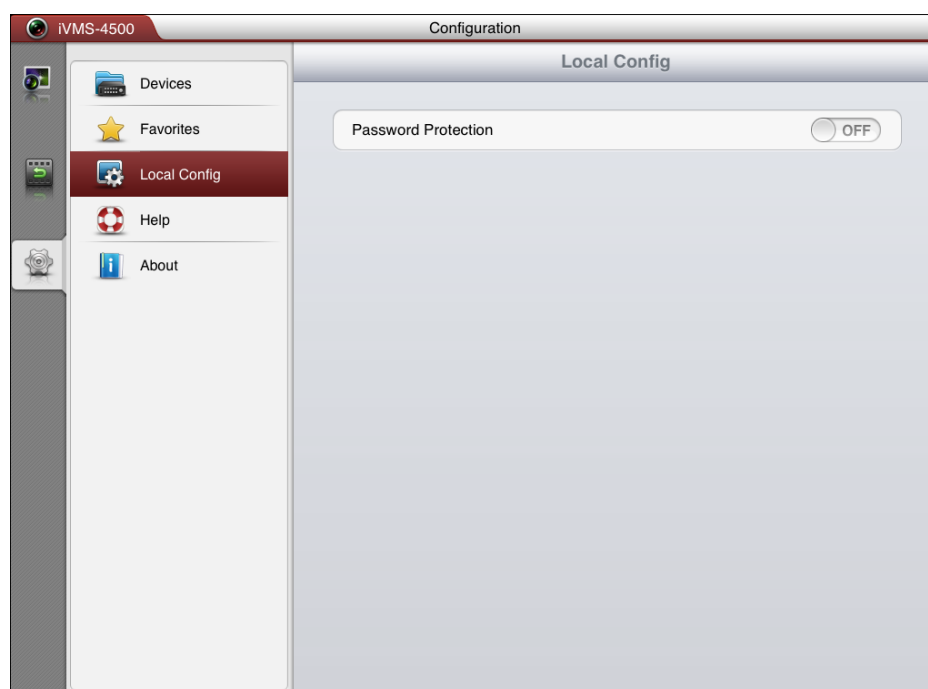 iVMS-4500
Configuration
Local Config
Devices
Favorites
Local Config
Help
About
Password Protection
OFF